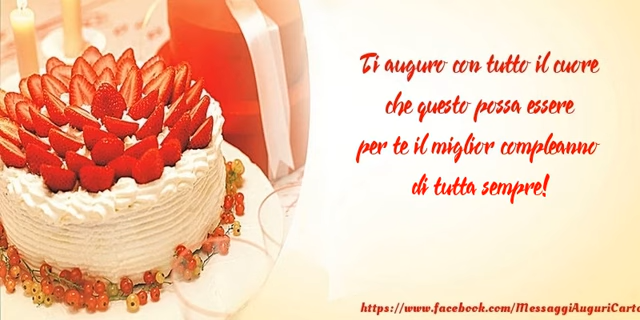 Ti auguro con tutto il cuore
che questo possa essere
per te il miglior compleanno
di tutta sempre!
https://www.facebook.com/MessaggiAuguriCarto